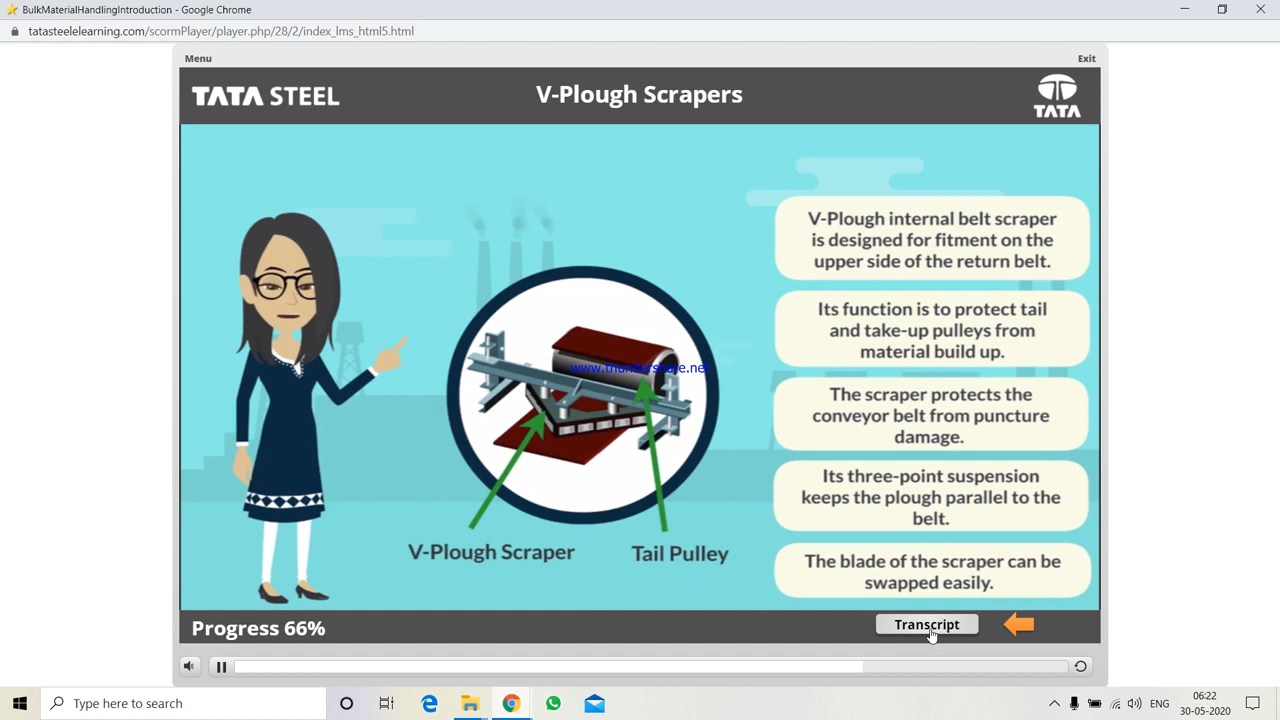 BulkMaterialHandlingIntroduction - Google Chrome
tatasteelelearning.com/scormPlayer/player.php/28/2/index_lms_html5.html
Menu
Exit
TATA STEEL
V-Plough Scrapers
TATA
V-Plough internal belt scraper
is designed for fitment on the
upper side of the return belt.
Its function is to protect tail
and take-up pulleys from
material build up.
The scraper protects the
conveyor belt from puncture
damage.
Its three-point suspension
keeps the plough parallel to the
belt.
The blade of the scraper can be
swapped easily.
www.thundershare.net
V-Plough Scraper
Tail Pulley
Progress 66%
Transcript
Type here to search
ENG
06:22
30-05-2020